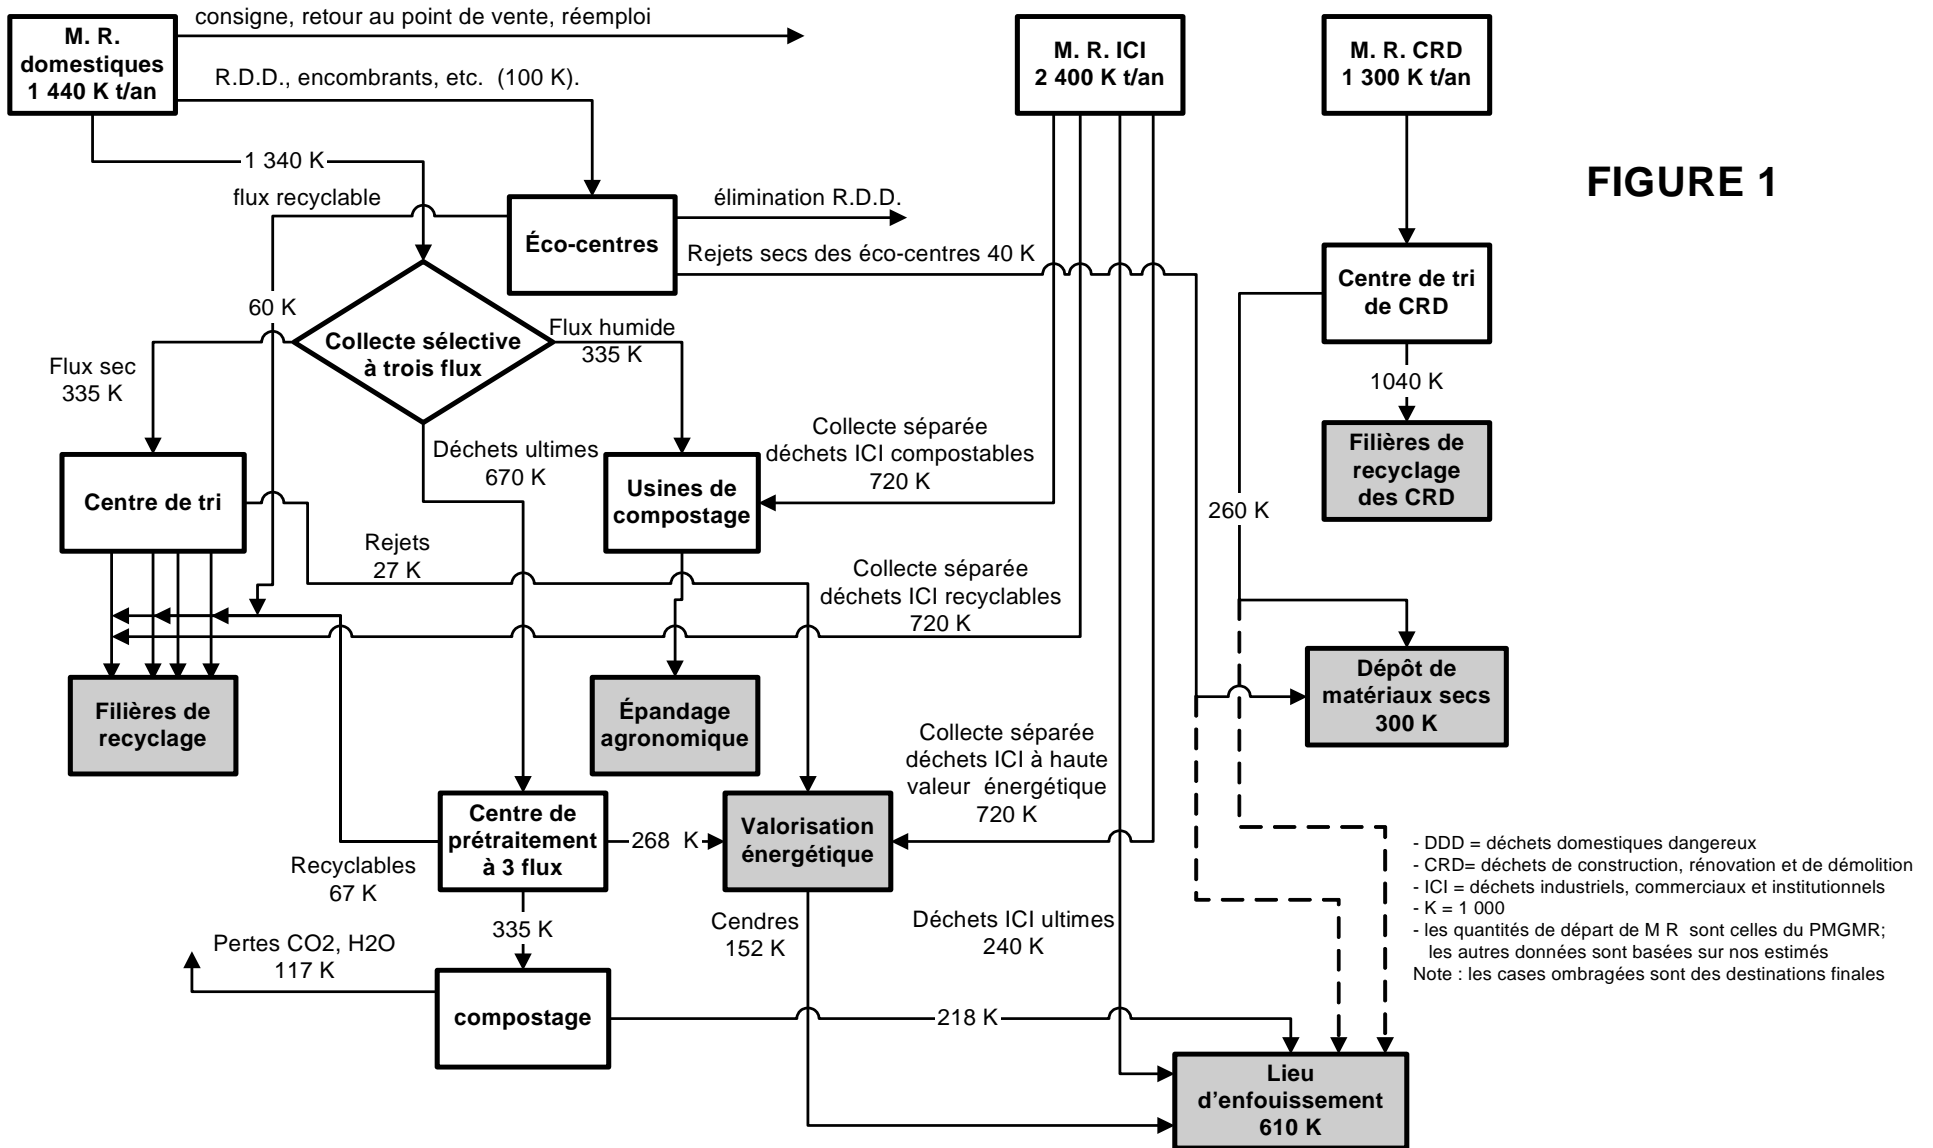 consigne, retour au point de vente, réemploi
M. R.
domestiques
1 440 K t/an
R.D.D., encombrants, etc. (100 K).
M. R. ICI
2 400 K t/an
M. R. CRD
1 300 K t/an
FIGURE 1
1 340 K
flux recyclable
Éco-centres
élimination R.D.D.
Rejets secs des éco-centres 40 K
Centre de tri
de CRD
60 K
Collecte sélective
à trois flux
Flux humide
335 K
Flux sec
335 K
1040 K
Filières de
recyclage
des CRD
Déchets ultimes
670 K
Collecte séparée
déchets ICI compostables
720 K
Centre de tri
Usines de
compostage
260 K
Rejets
27 K
Collecte séparée
déchets ICI recyclables
720 K
Filières de
recyclage
Épandage
agronomique
Dépôt de
matériaux secs
300 K
Collecte séparée
déchets ICI à haute
valeur énergétique
720 K
Centre de
prétraitement
à 3 flux
268 K
Valorisation
énergétique
Recyclables
67 K
- DDD = déchets domestiques dangereux
- CRD= déchets de construction, rénovation et de démolition
- ICI = déchets industriels, commerciaux et institutionnels
- K = 1 000
- les quantités de départ de M R sont celles du PMGMR;
les autres données sont basées sur nos estimés
Note : les cases ombragées sont des destinations finales
335 K
Cendres
152 K
Déchets ICI ultimes
240 K
Pertes CO2, H2O
117 K
compostage
218 K
Lieu
d'enfouissement
610 K